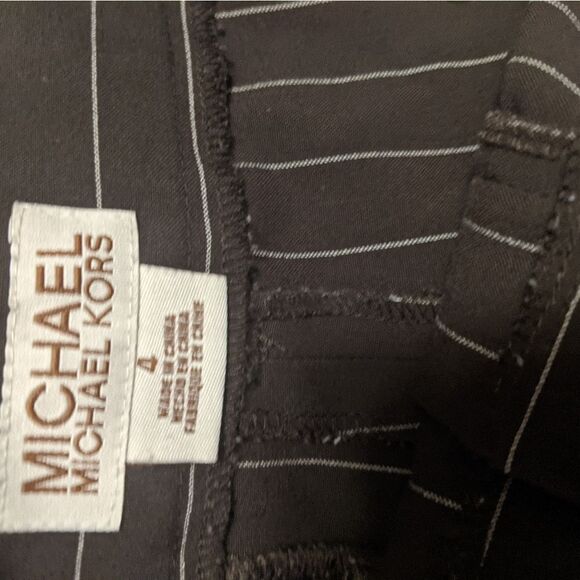 MICHAEL
MICHAEL KORS
4
MADE IN CHINA
HECHO EN CHINA
FABRIQUE EN CHINE